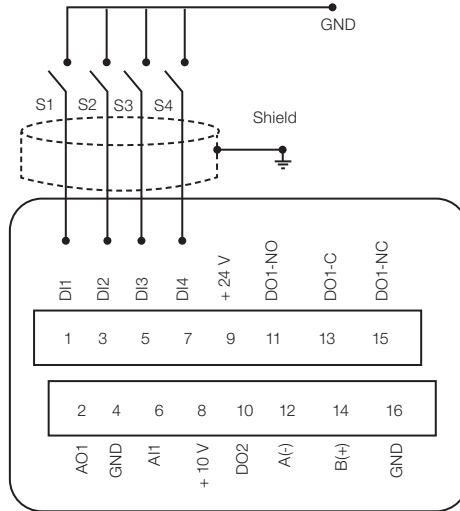 GND
S1 S2 S3 S4
Shield
DI1 DI2 DI3 DI4 + 24 V DO1-NO DO1-C DO1-NC
1 3 5 7 9 11 13 15
2 4 6 8 10 12 14 16
AO1 GND AI1 + 10 V DO2 A(-) B(+) GND